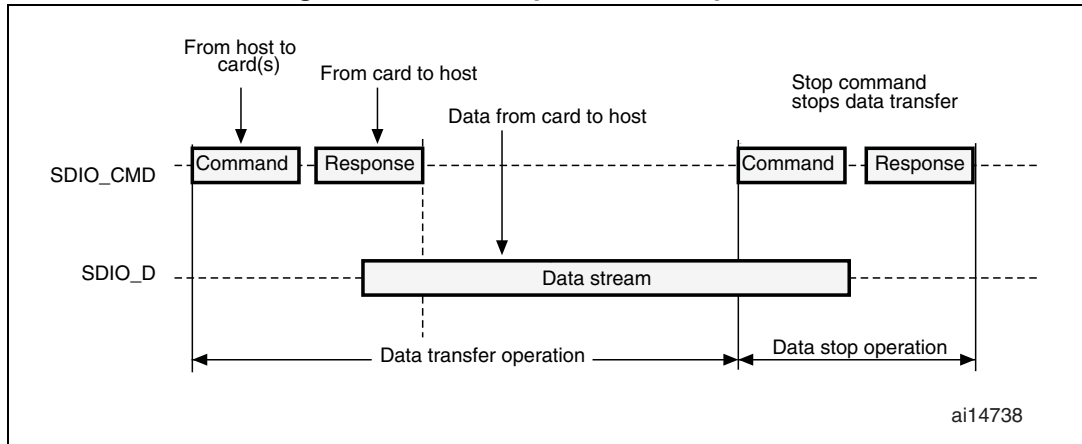 From host to
card(s)
From card to host
Data from card to host
Stop command
stops data transfer
SDIO_CMD
Command
Response
Command
Response
SDIO_D
Data stream
Data transfer operation
Data stop operation
ai14738